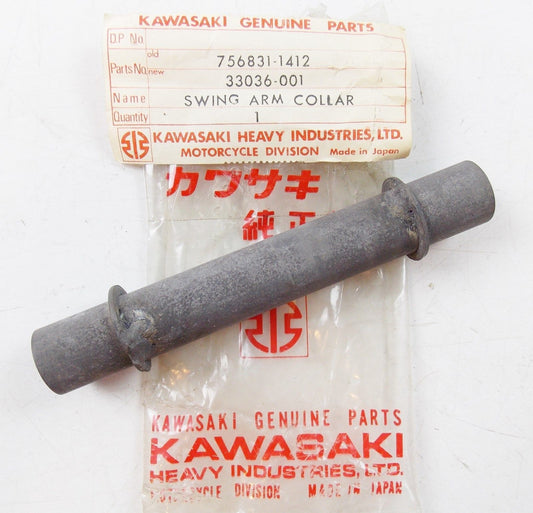 KAWASAKI GENUINE PARTS
D.P No.
old
Parts No. 756831-1412
new
33036-001
Name SWING ARM COLLAR
Quantity 1
KAWASAKI HEAVY INDUSTRIES, LTD.
MOTORCYCLE DIVISION Made in Japan
カワサキ
純正
KAWASAKI GENUINE PARTS
KAWASAKI
HEAVY INDUSTRIES, LTD.
MOTORCYCLE DIVISION MADE IN JAPAN